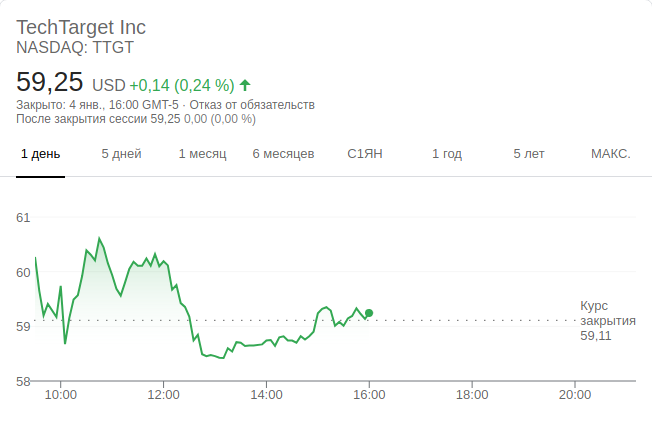 TechTarget Inc
NASDAQ: TTGT
59,25 USD +0,14 (0,24 %)
Закрыто: 4 янв., 16:00 GMT-5 · Отказ от обязательств
После закрытия сессии 59,25 0,00 (0,00 %)
1 день 5 дней 1 месяц 6 месяцев С1ЯН 1 год 5 лет МАКС.
61
60
59
58
Курс
закрытия
59,11
10:00 12:00 14:00 16:00 18:00 20:00